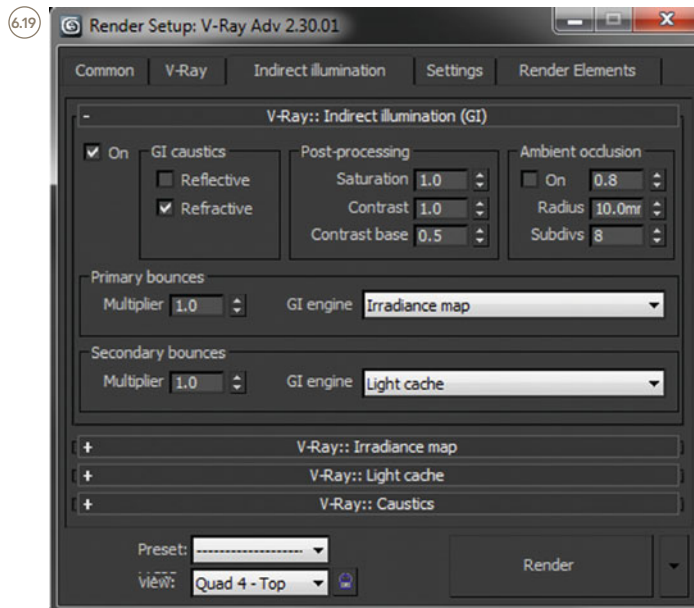 6.19
Render Setup: V-Ray Adv 2.30.01
Common V-Ray Indirect illumination Settings Render Elements
- V-Ray:: Indirect illumination (GI)
On GI caustics Post-processing Ambient occlusion
Reflective Saturation 1.0 On 0.8
Refractive Contrast 1.0 Radius 10.0mr
Contrast base 0.5 Subdivs 8
Primary bounces
Multiplier 1.0 GI engine Irradiance map
Secondary bounces
Multiplier 1.0 GI engine Light cache
+ V-Ray:: Irradiance map
+ V-Ray:: Light cache
+ V-Ray:: Caustics
Preset: -------------------
View: Quad 4 - Top Render